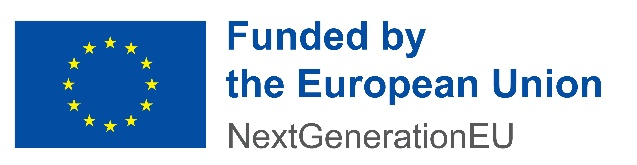 Funded by
the European Union
NextGenerationEU